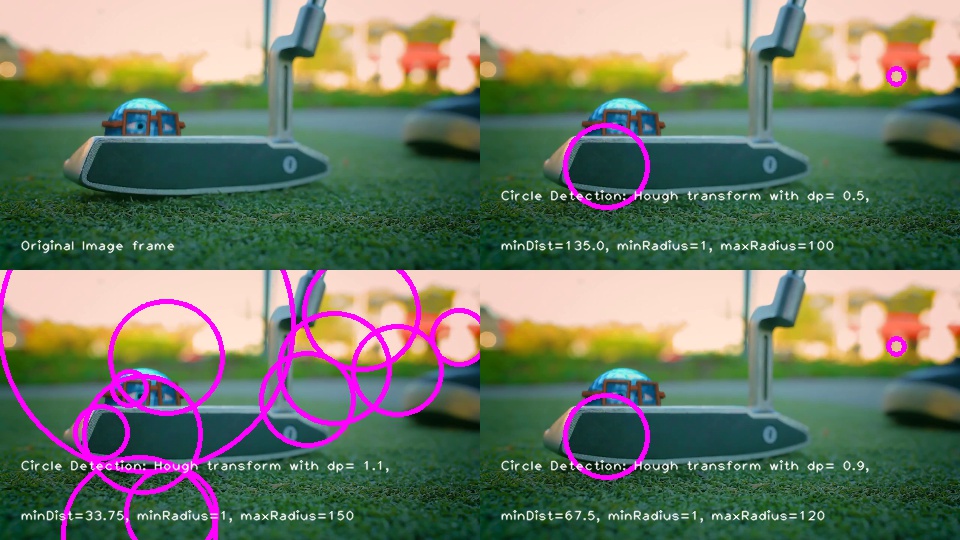 Original Image frame
Circle Detection: Hough transform with dp= 0.5,
minDist=135.0, minRadius=1, maxRadius=100
Circle Detection: Hough transform with dp= 1.1,
minDist=33.75, minRadius=1, maxRadius=150
Circle Detection: Hough transform with dp= 0.9,
minDist=67.5, minRadius=1, maxRadius=120